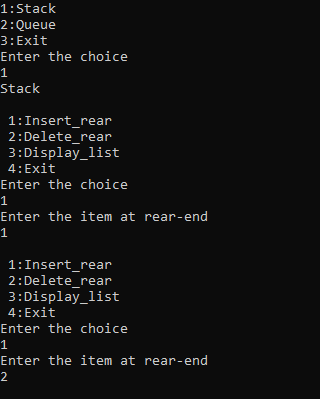 1:Stack
2:Queue
3:Exit
Enter the choice
1
Stack
1:Insert_rear
2:Delete_rear
3:Display_list
4:Exit
Enter the choice
1
Enter the item at rear-end
1
1:Insert_rear
2:Delete_rear
3:Display_list
4:Exit
Enter the choice
1
Enter the item at rear-end
2